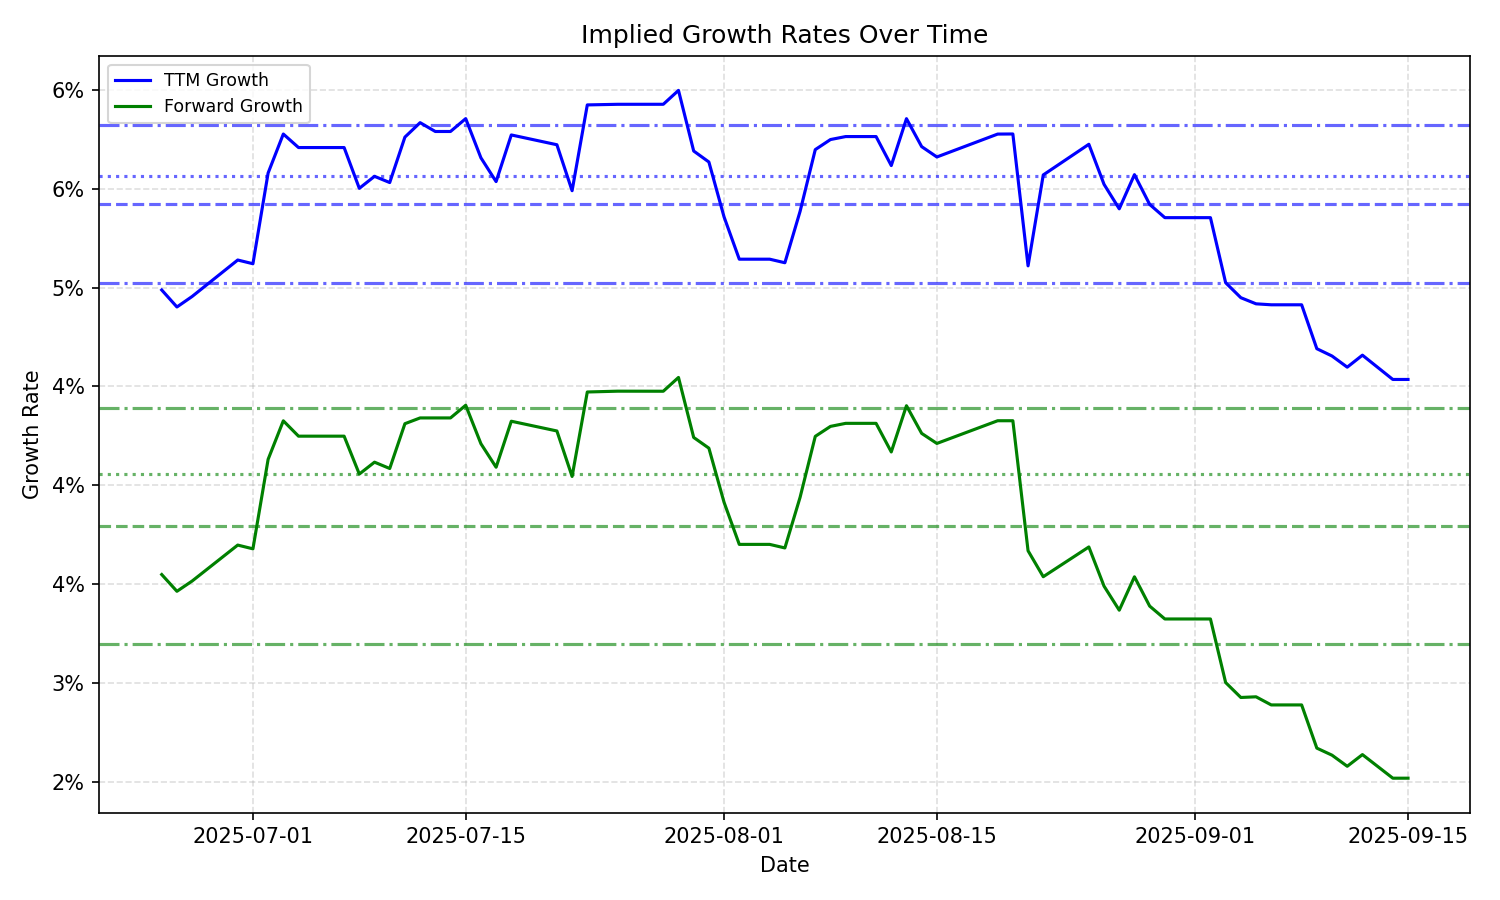 Implied Growth Rates Over Time
TTM Growth
Forward Growth
6%
6%
5%
4%
4%
4%
3%
2%
Growth Rate
2025-07-01
2025-07-15
2025-08-01
2025-08-15
2025-09-01
2025-09-15
Date